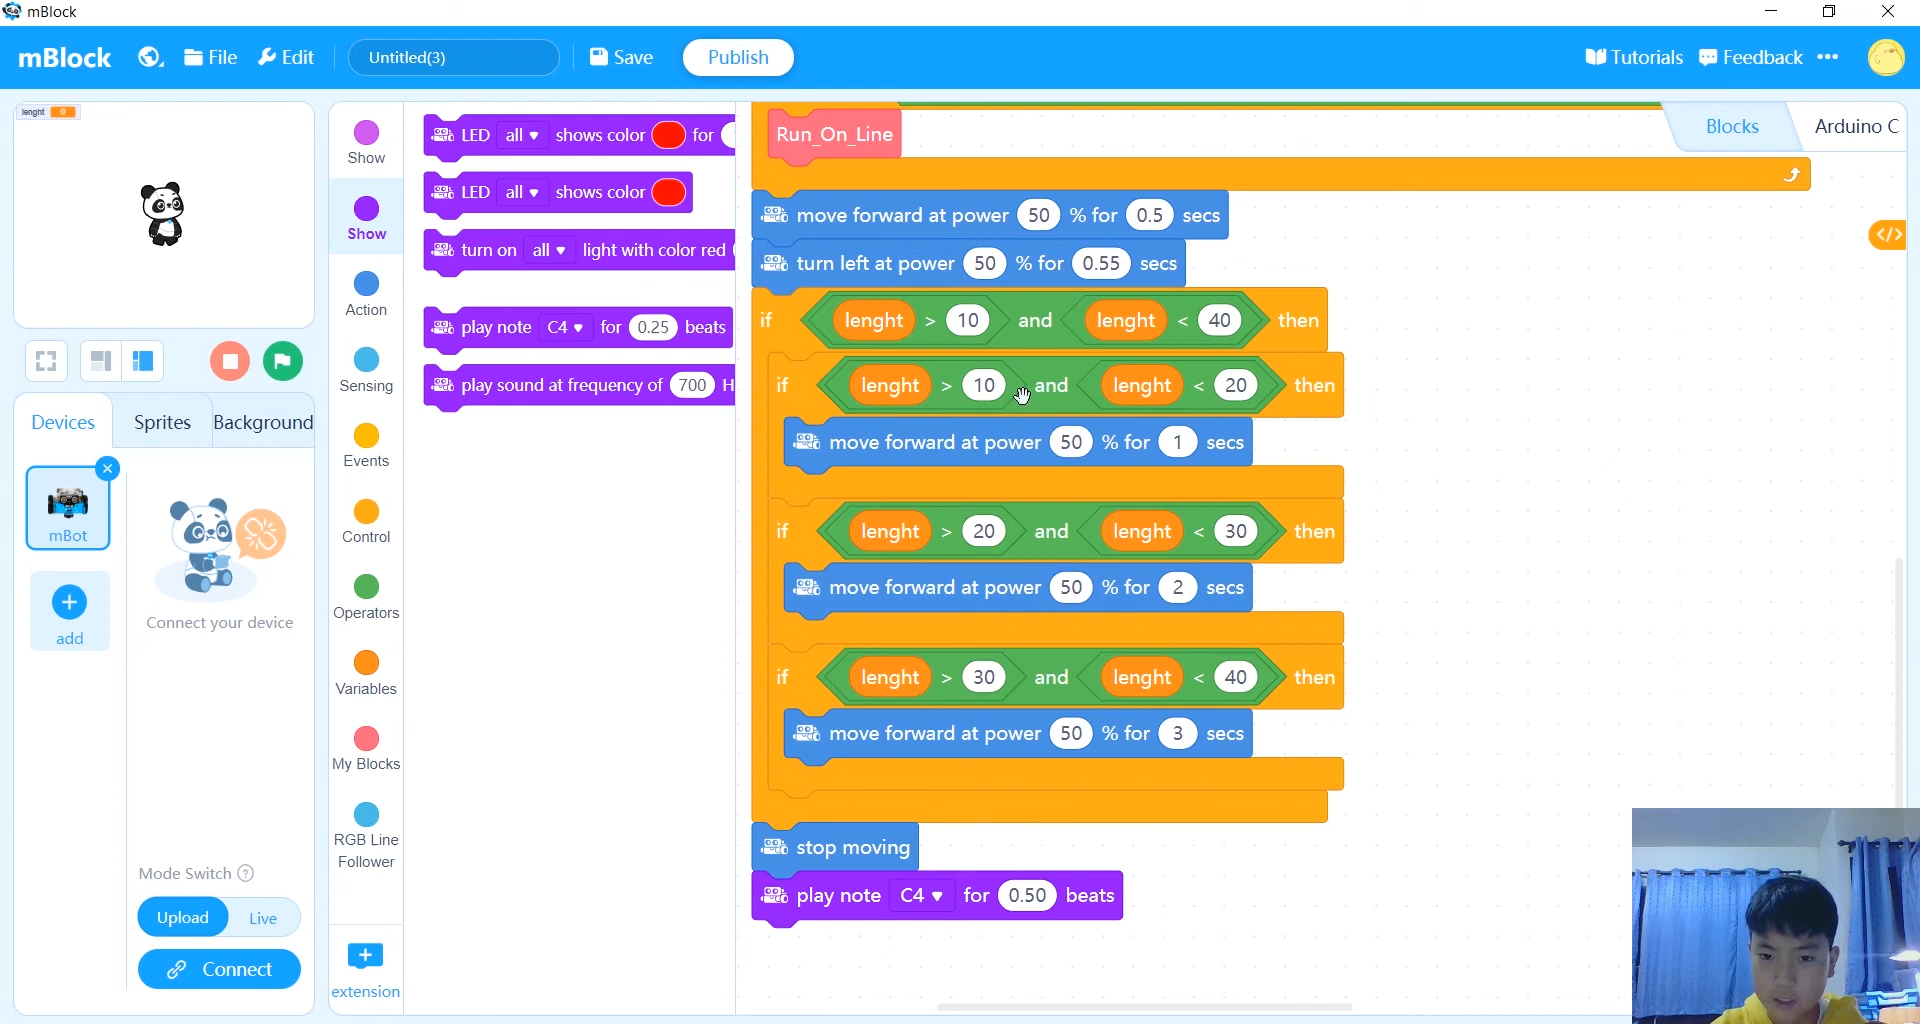 mBlock
mBlock
File
Edit
Untitled(3)
Save
Publish
Tutorials
Feedback
lenght 0
Devices
Sprites
Background
mBot
add
Connect your device
Mode Switch ?
Upload
Live
Connect
Show
Show
Action
Sensing
Events
Control
Operators
Variables
My Blocks
RGB Line
Follower
extension
LED all shows color for
LED all shows color
turn on all light with color red
play note C4 for 0.25 beats
play sound at frequency of 700 H
Blocks
Arduino C
</>
Run_On_Line
move forward at power 50 % for 0.5 secs
turn left at power 50 % for 0.55 secs
if lenght > 10 and lenght < 40 then
if lenght > 10 and lenght < 20 then
move forward at power 50 % for 1 secs
if lenght > 20 and lenght < 30 then
move forward at power 50 % for 2 secs
if lenght > 30 and lenght < 40 then
move forward at power 50 % for 3 secs
stop moving
play note C4 for 0.50 beats